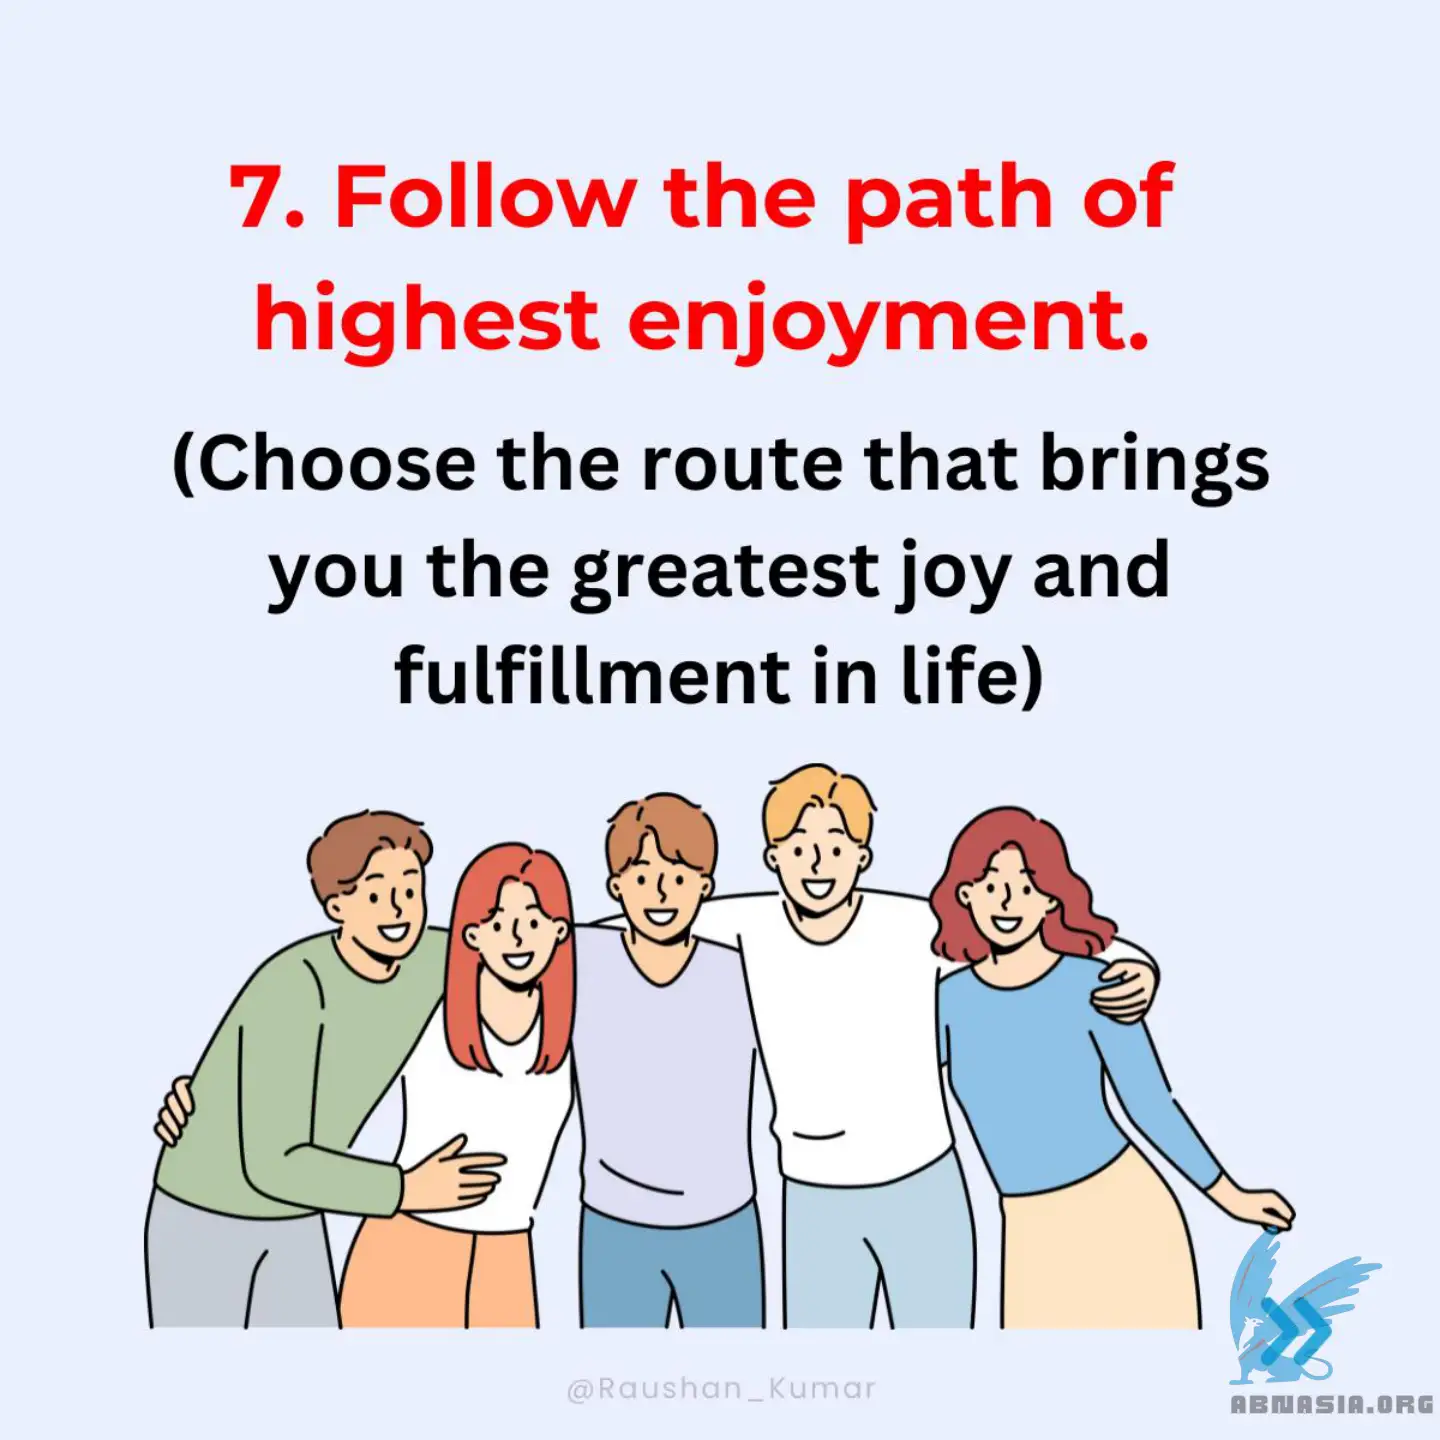 7. Follow the path of
highest enjoyment.
(Choose the route that brings
you the greatest joy and
fulfillment in life)
@Raushan_Kumar
ABNASIA.ORG